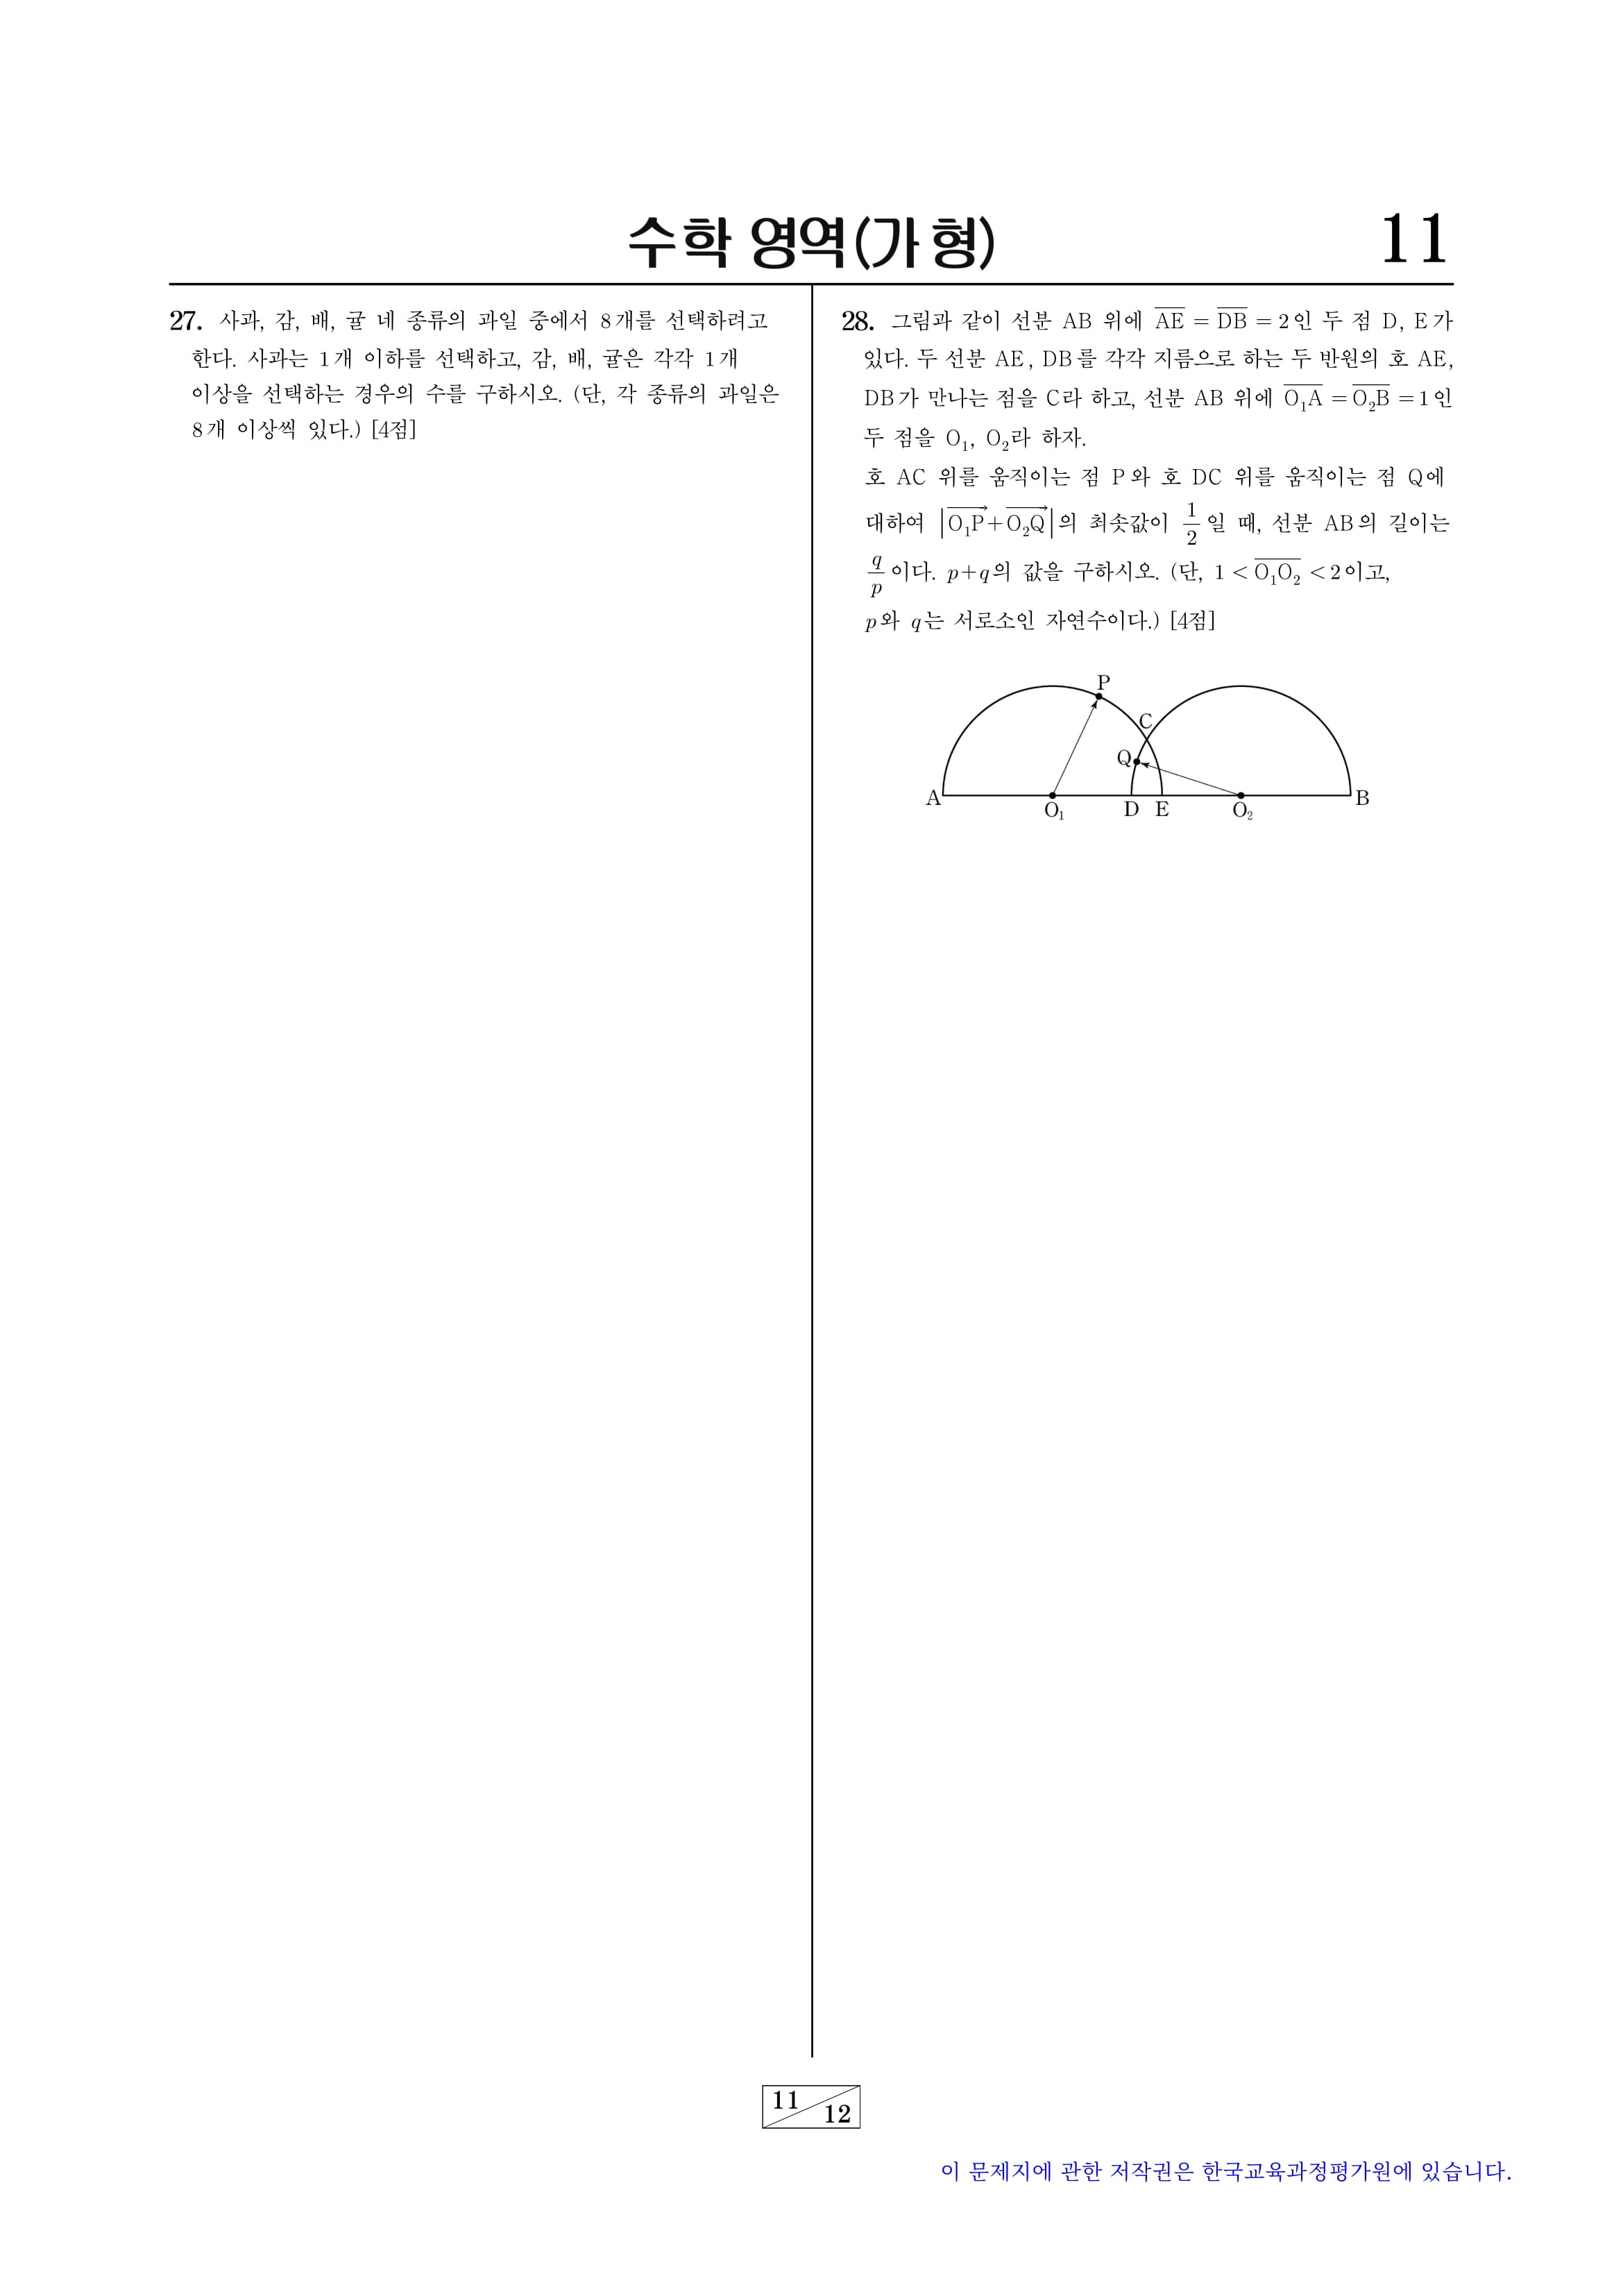 수학 영역(가 형)
11
27. 사과, 감, 배, 귤 네 종류의 과일 중에서 8개를 선택하려고
한다. 사과는 1개 이하를 선택하고, 감, 배, 귤은 각각 1개
이상을 선택하는 경우의 수를 구하시오. (단, 각 종류의 과일은
8개 이상씩 있다.) [4점]
28. 그림과 같이 선분 AB 위에 $\overline{AE}=\overline{DB}=2$인 두 점 D, E가
있다. 두 선분 AE, DB를 각각 지름으로 하는 두 반원의 호 AE,
DB가 만나는 점을 C라 하고, 선분 AB 위에 $\overline{O_1A}=\overline{O_2B}=1$인
두 점을 O₁, O₂라 하자.
호 AC 위를 움직이는 점 P와 호 DC 위를 움직이는 점 Q에
대하여 $|\overrightarrow{O_1P}+\overrightarrow{O_2Q}|$의 최솟값이 $\frac{1}{2}$일 때, 선분 AB의 길이는
$\frac{q}{p}$이다. p+q의 값을 구하시오. (단, $1<\overline{O_1O_2}<2$이고,
p와 q는 서로소인 자연수이다.) [4점]
P
C
Q
A
O₁
D
E
O₂
B
11
12
이 문제지에 관한 저작권은 한국교육과정평가원에 있습니다.